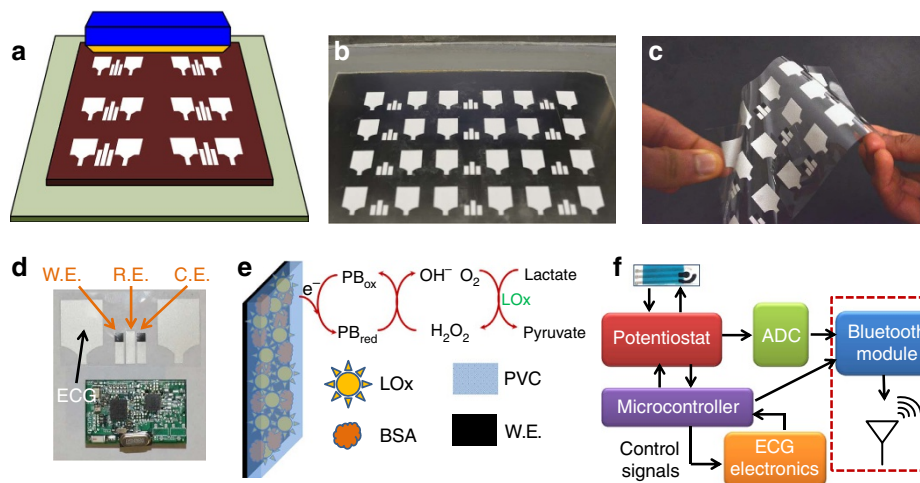 a
b
c
d
W.E.
R.E.
C.E.
ECG
e
e⁻
PBox
PBred
OH⁻
O2
H2O2
Lactate
LOx
Pyruvate
LOx
BSA
PVC
W.E.
f
Potentiostat
ADC
Bluetooth
module
Microcontroller
Control
signals
ECG
electronics